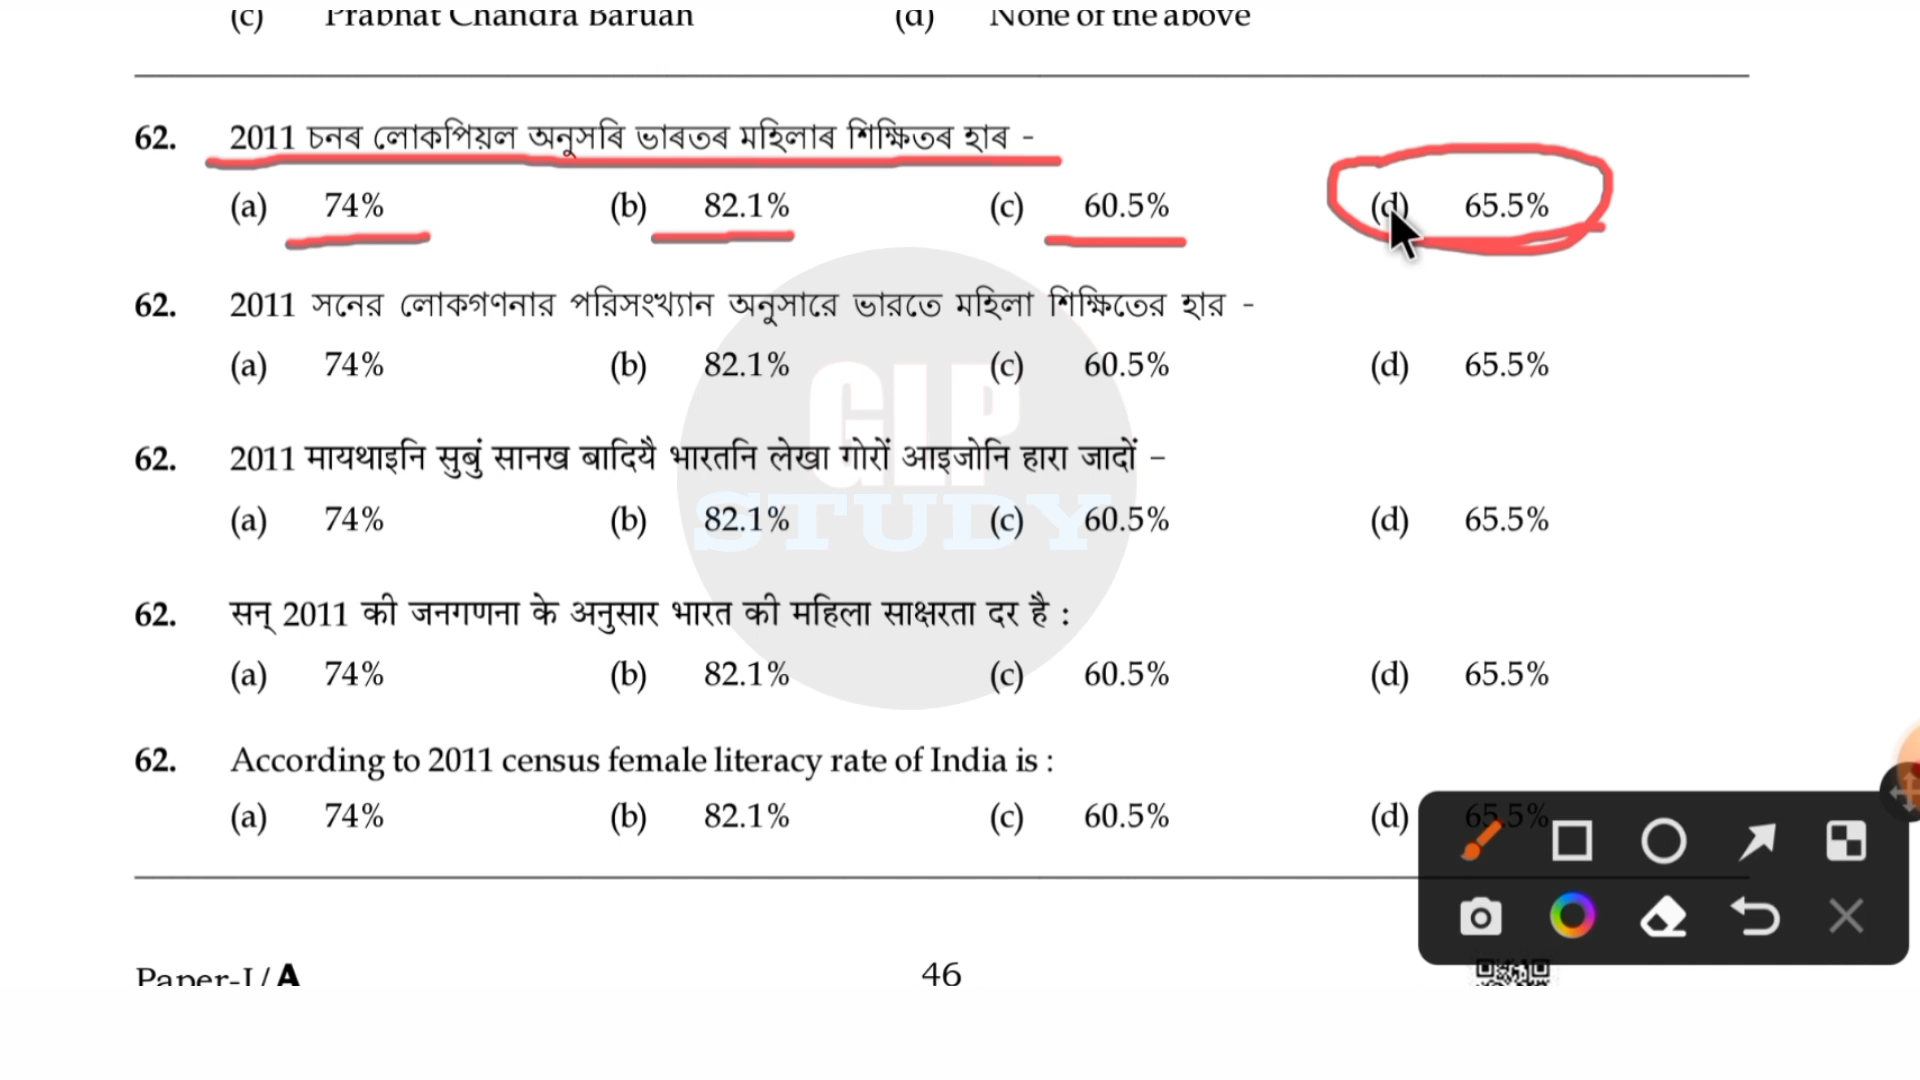 (c) Prabhat Chandra Baruah (d) None of the above
62. 2011 চনৰ লোকপিয়ল অনুসৰি ভাৰতৰ মহিলাৰ শিক্ষিতৰ হাৰ -
(a) 74% (b) 82.1% (c) 60.5% (d) 65.5%
62. 2011 সনের লোকগণনার পরিসংখ্যান অনুসারে ভারতে মহিলা শিক্ষিতের হার -
(a) 74% (b) 82.1% (c) 60.5% (d) 65.5%
62. 2011 मायथाइनि सुबुं सानख बादियै भारतनि लेखा गोरों आइजोनि हारा जादों –
(a) 74% (b) 82.1% (c) 60.5% (d) 65.5%
62. सन् 2011 की जनगणना के अनुसार भारत की महिला साक्षरता दर है :
(a) 74% (b) 82.1% (c) 60.5% (d) 65.5%
62. According to 2011 census female literacy rate of India is :
(a) 74% (b) 82.1% (c) 60.5% (d) 65.5%
Paper-I/A 46
GLP
STUDY